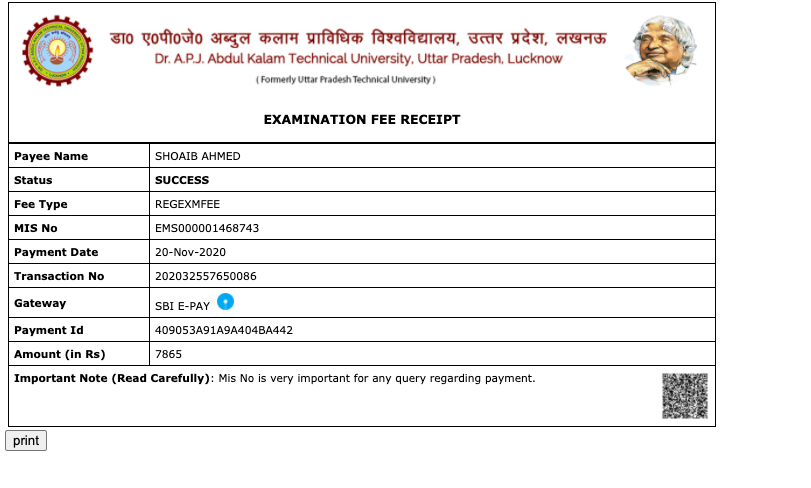 डा0 ए0पी0जे0 अब्दुल कलाम प्राविधिक विश्वविद्यालय, उत्तर प्रदेश, लखनऊ
Dr. A.P.J. Abdul Kalam Technical University, Uttar Pradesh, Lucknow
( Formerly Uttar Pradesh Technical University )
EXAMINATION FEE RECEIPT
Payee Name SHOAIB AHMED
Status SUCCESS
Fee Type REGEXMFEE
MIS No EMS000001468743
Payment Date 20-Nov-2020
Transaction No 202032557650086
Gateway SBI E-PAY
Payment Id 409053A91A9A404BA442
Amount (in Rs) 7865
Important Note (Read Carefully): Mis No is very important for any query regarding payment.
print